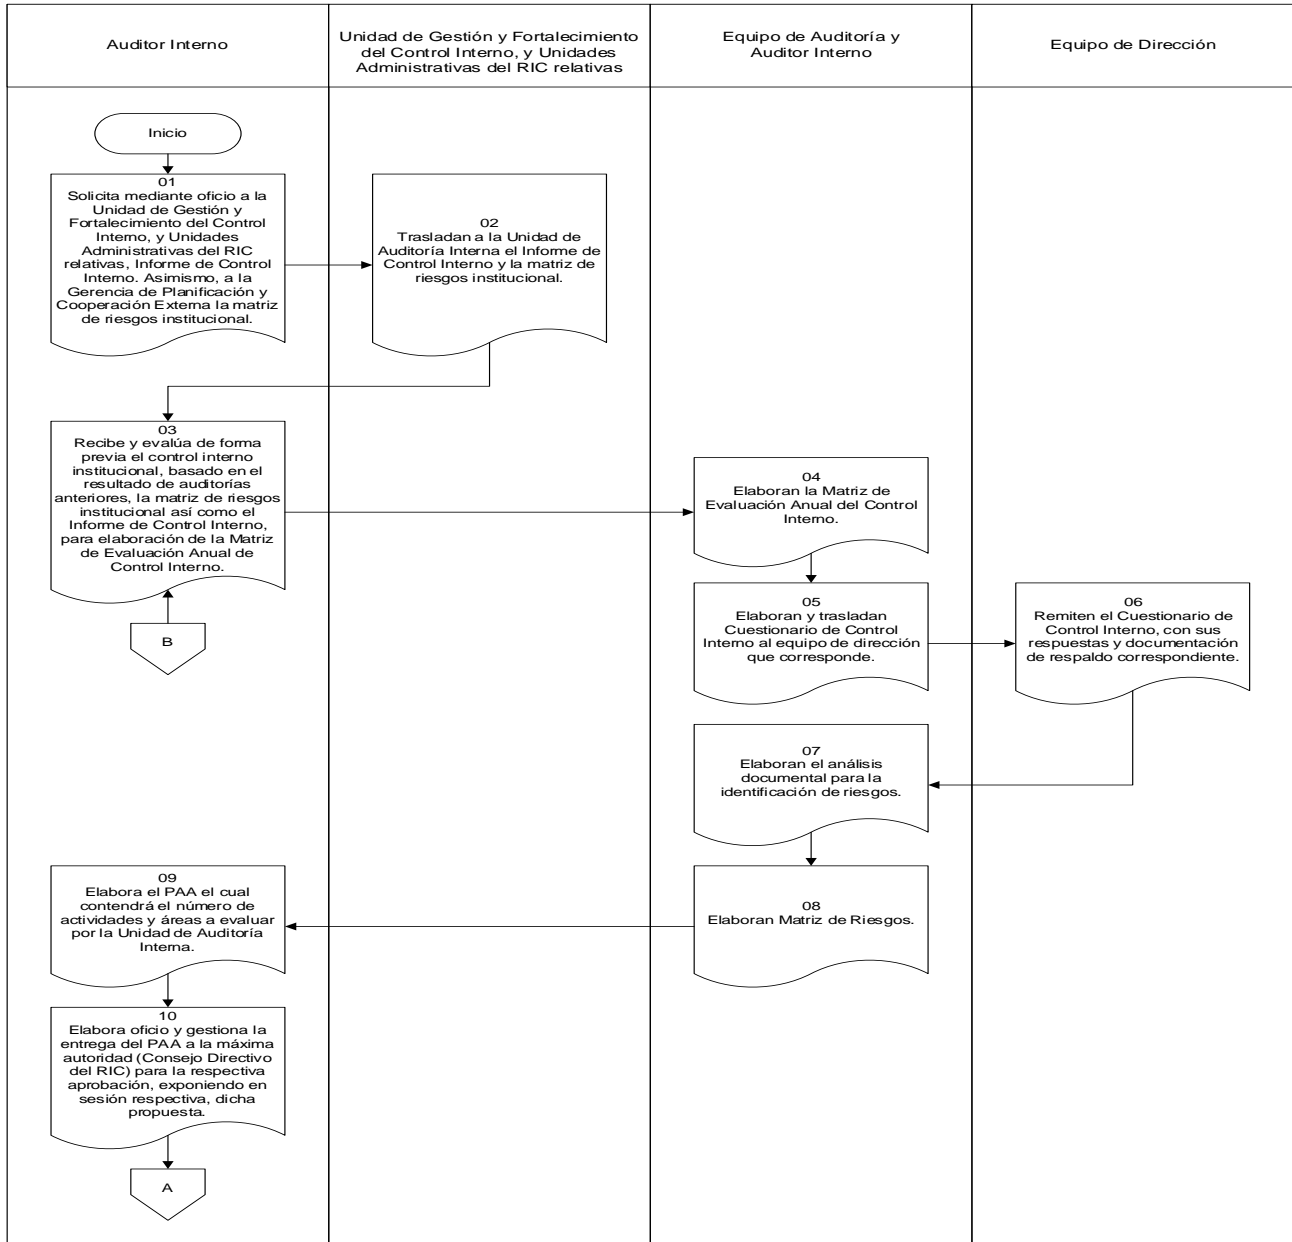 Auditor Interno
Unidad de Gestión y Fortalecimiento
del Control Interno, y Unidades
Administrativas del RIC relativas
Equipo de Auditoría y
Auditor Interno
Equipo de Dirección
Inicio
01
Solicita mediante oficio a la
Unidad de Gestión y
Fortalecimiento del Control
Interno, y Unidades
Administrativas del RIC
relativas, Informe de Control
Interno. Asimismo, a la
Gerencia de Planificación y
Cooperación Externa la matriz
de riesgos institucional.
02
Trasladan a la Unidad de
Auditoría Interna el Informe de
Control Interno y la matriz de
riesgos institucional.
03
Recibe y evalúa de forma
previa el control interno
institucional, basado en el
resultado de auditorías
anteriores, la matriz de riesgos
institucional así como el
Informe de Control Interno,
para elaboración de la Matriz
de Evaluación Anual de
Control Interno.
B
04
Elaboran la Matriz de
Evaluación Anual del Control
Interno.
05
Elaboran y trasladan
Cuestionario de Control
Interno al equipo de dirección
que corresponde.
06
Remiten el Cuestionario de
Control Interno, con sus
respuestas y documentación
de respaldo correspondiente.
07
Elaboran el análisis
documental para la
identificación de riesgos.
08
Elaboran Matriz de Riesgos.
09
Elabora el PAA el cual
contendrá el número de
actividades y áreas a evaluar
por la Unidad de Auditoría
Interna.
10
Elabora oficio y gestiona la
entrega del PAA a la máxima
autoridad (Consejo Directivo
del RIC) para la respectiva
aprobación, exponiendo en
sesión respectiva, dicha
propuesta.
A